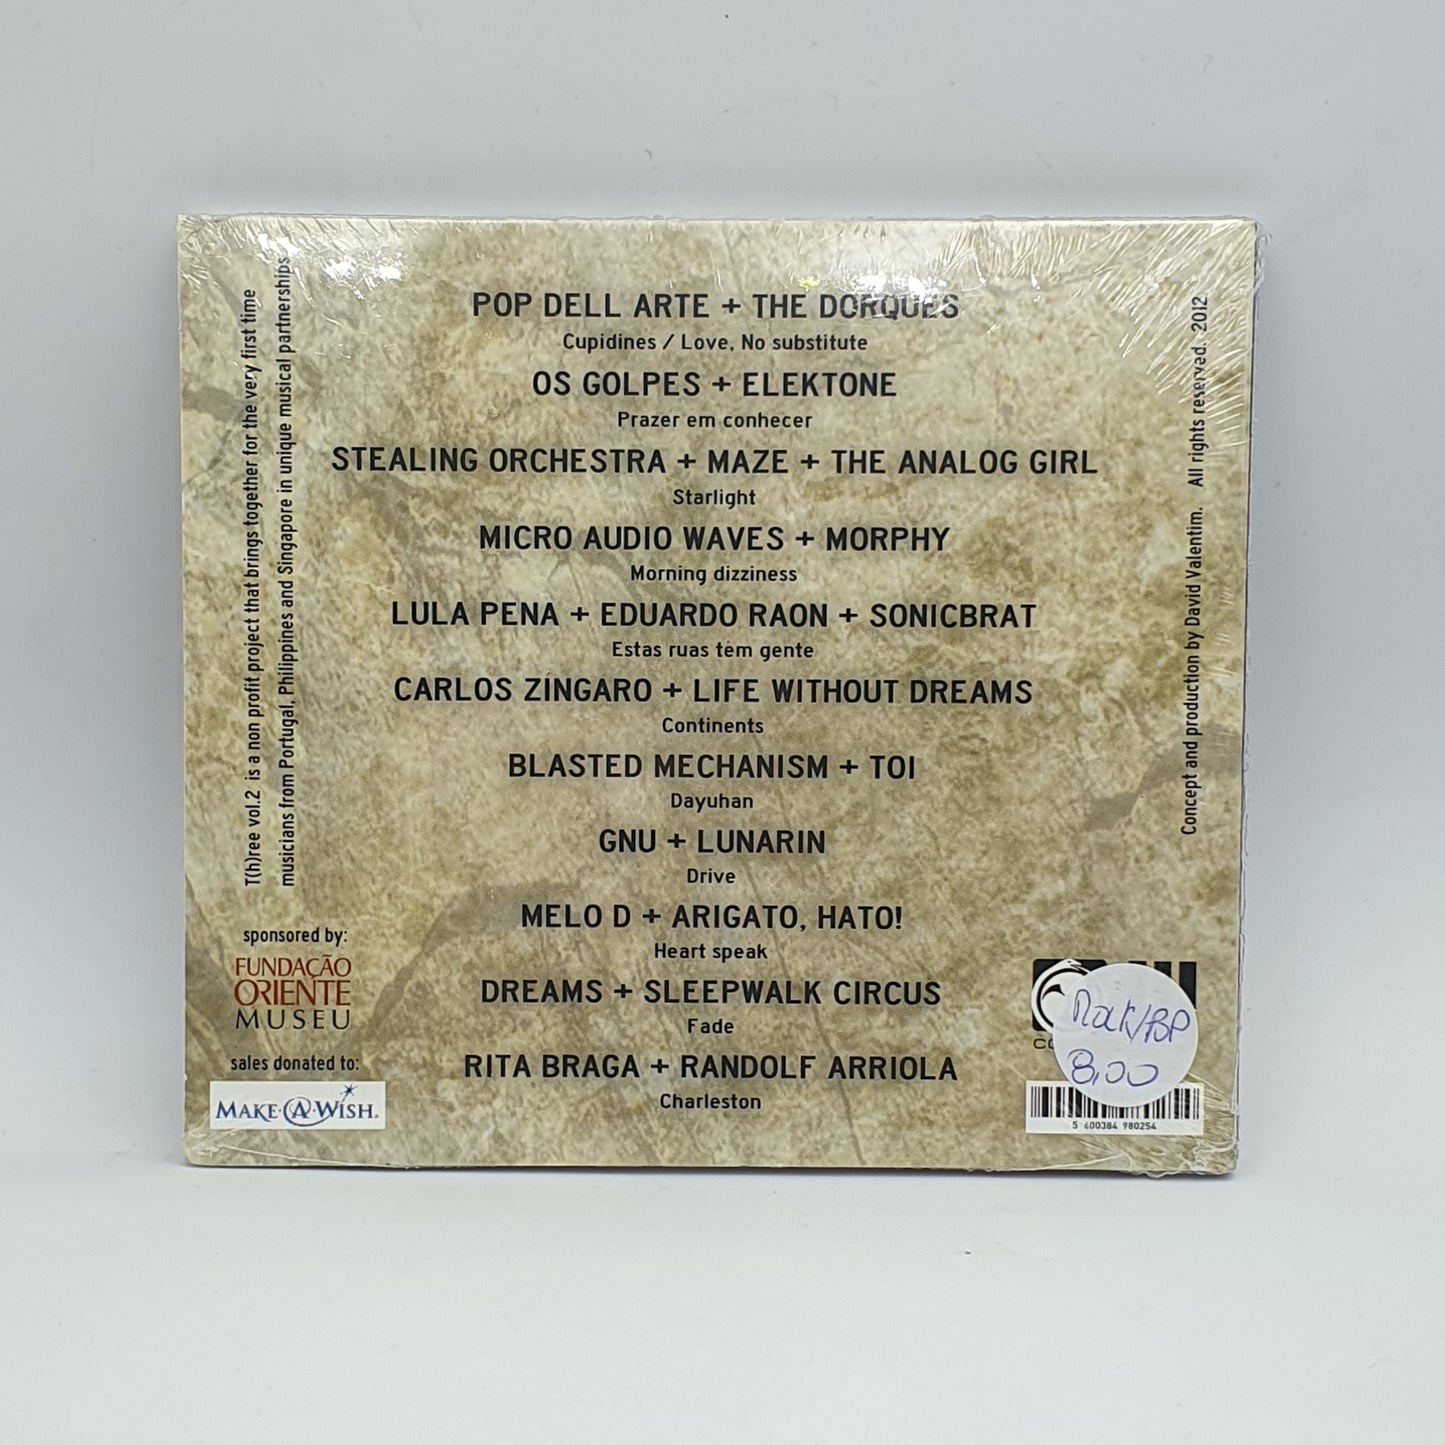 T(h)ree vol.2 is a non profit project that brings together for the very first time
musicians from Portugal, Philippines and Singapore in unique musical partnerships
POP DELL ARTE + THE DORQUES
Cupidines / Love, No substitute
OS GOLPES + ELEKTONE
Prazer em conhecer
STEALING ORCHESTRA + MAZE + THE ANALOG GIRL
Starlight
MICRO AUDIO WAVES + MORPHY
Morning dizziness
LULA PENA + EDUARDO RAON + SONICBRAT
Estas ruas têm gente
CARLOS ZÍNGARO + LIFE WITHOUT DREAMS
Continents
BLASTED MECHANISM + TOI
Dayuhan
GNU + LUNARIN
Drive
MELO D + ARIGATO, HATO!
Heart speak
DREAMS + SLEEPWALK CIRCUS
Fade
RITA BRAGA + RANDOLF ARRIOLA
Charleston
Concept and production by David Valentim. All rights reserved. 2012
sponsored by:
FUNDAÇÃO
ORIENTE
MUSEU
sales donated to:
MAKE·A·WISH®
8,00
5 600384 980254